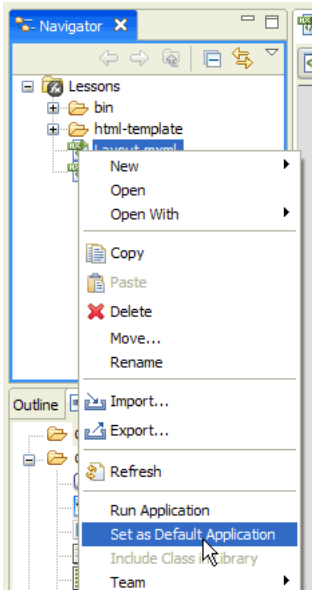 Navigator
Lessons
bin
html-template
Layout.mxml
New
Open
Open With
Copy
Paste
Delete
Move...
Rename
Import...
Outline
Export...
Refresh
Run Application
Set as Default Application
Include Class in Library
Team